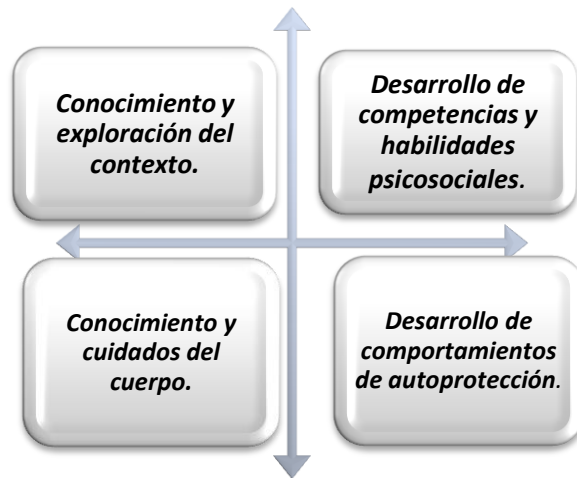 Conocimiento y
exploración del
contexto.
Desarrollo de
competencias y
habilidades
psicosociales.
Conocimiento y
cuidados del
cuerpo.
Desarrollo de
comportamientos
de autoprotección.